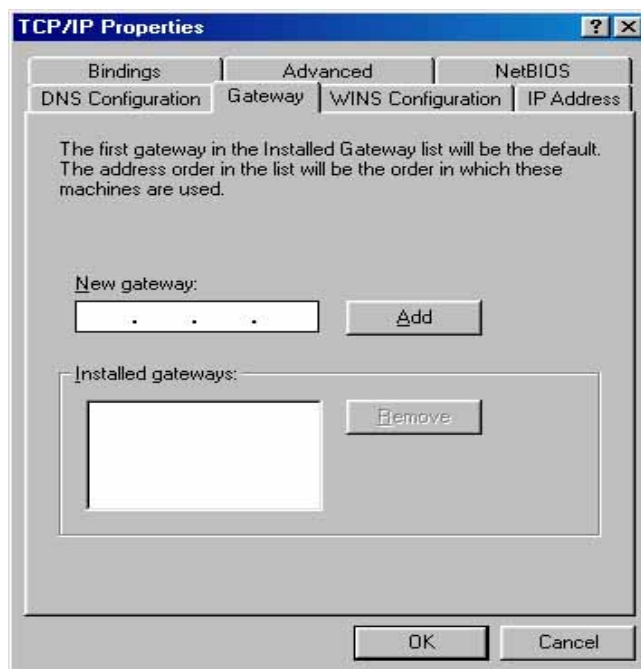 TCP/IP Properties
Bindings Advanced NetBIOS
DNS Configuration Gateway WINS Configuration IP Address
The first gateway in the Installed Gateway list will be the default.
The address order in the list will be the order in which these
machines are used.
New gateway:
. . .
Add
Installed gateways:
Remove
OK Cancel